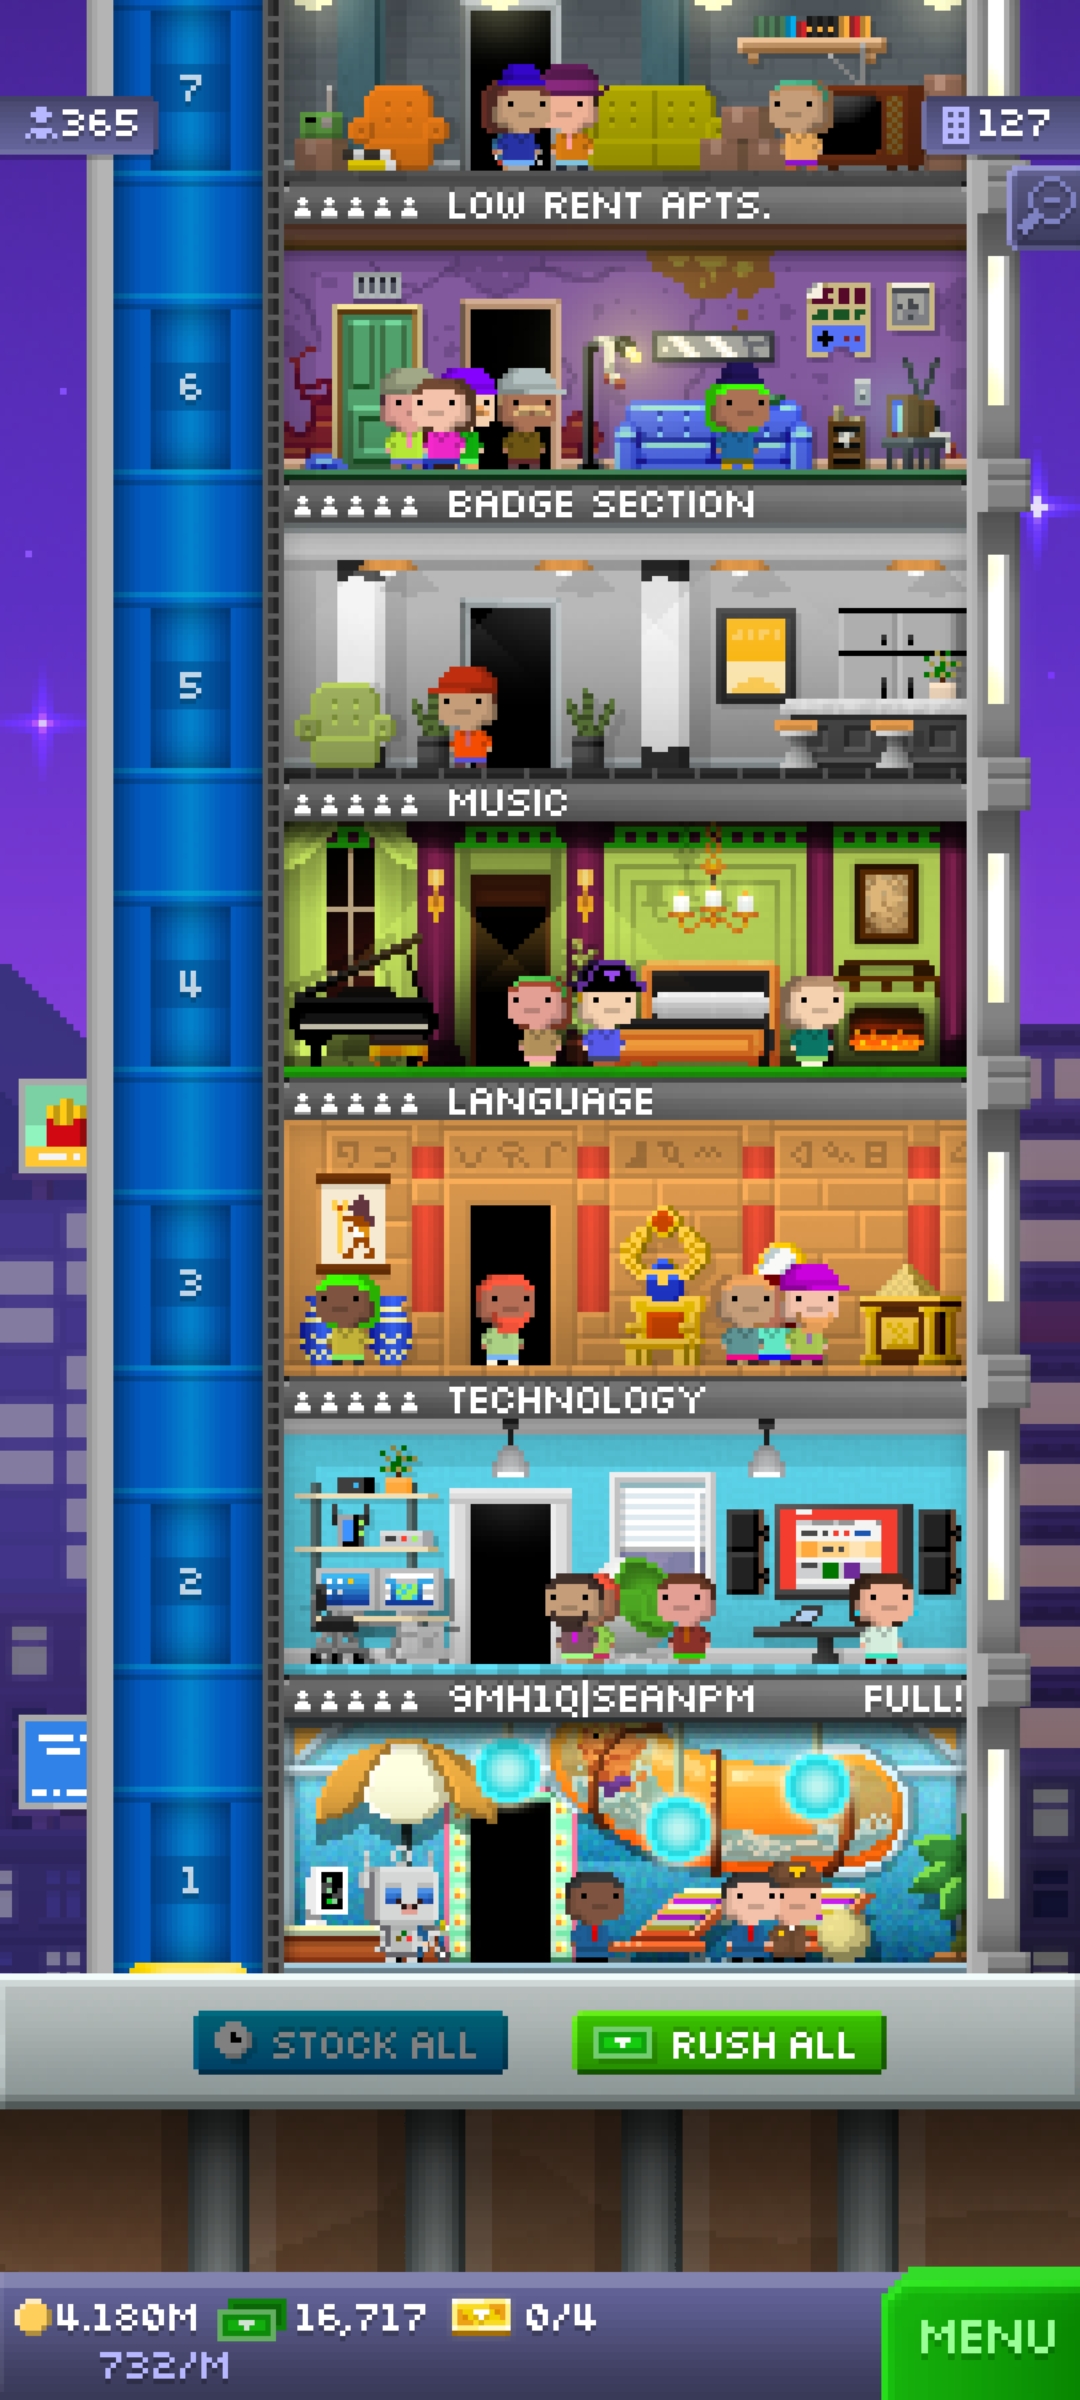 7
365
127
LOW RENT APTS.
6
BADGE SECTION
5
MUSIC
4
LANGUAGE
3
TECHNOLOGY
2
9MH1Q|SEANPM FULL!
1
STOCK ALL
RUSH ALL
4.180M 16,717 0/4
732/M
MENU